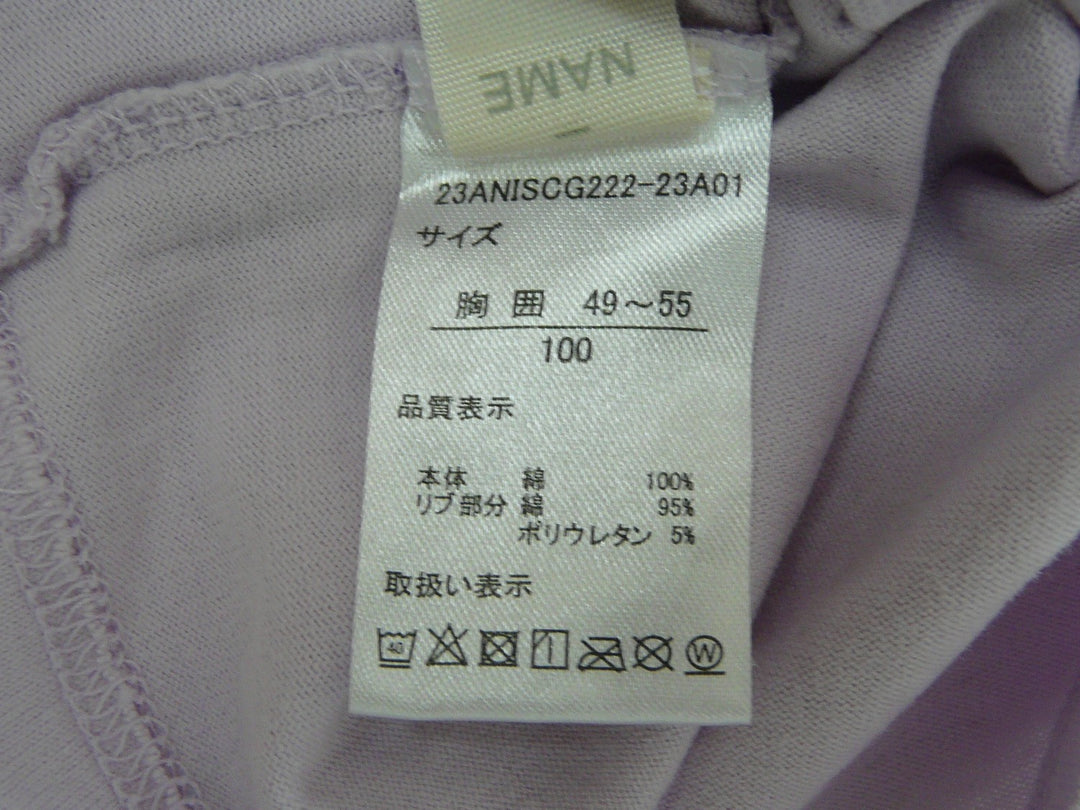 NAME
23ANISCG222-23A01
サイズ
胸囲 49～55
100
品質表示
本体 綿 100%
リブ部分 綿 95%
ポリウレタン 5%
取扱い表示
40 W